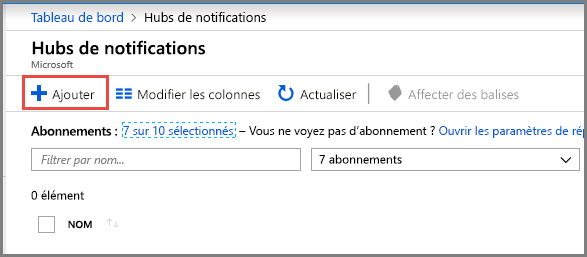 Tableau de bord > Hubs de notifications
Hubs de notifications
Microsoft
Ajouter Modifier les colonnes Actualiser Affecter des balises
Abonnements : 7 sur 10 sélectionnés – Vous ne voyez pas d'abonnement ? Ouvrir les paramètres de ré
Filtrer par nom... 7 abonnements
0 élément
NOM